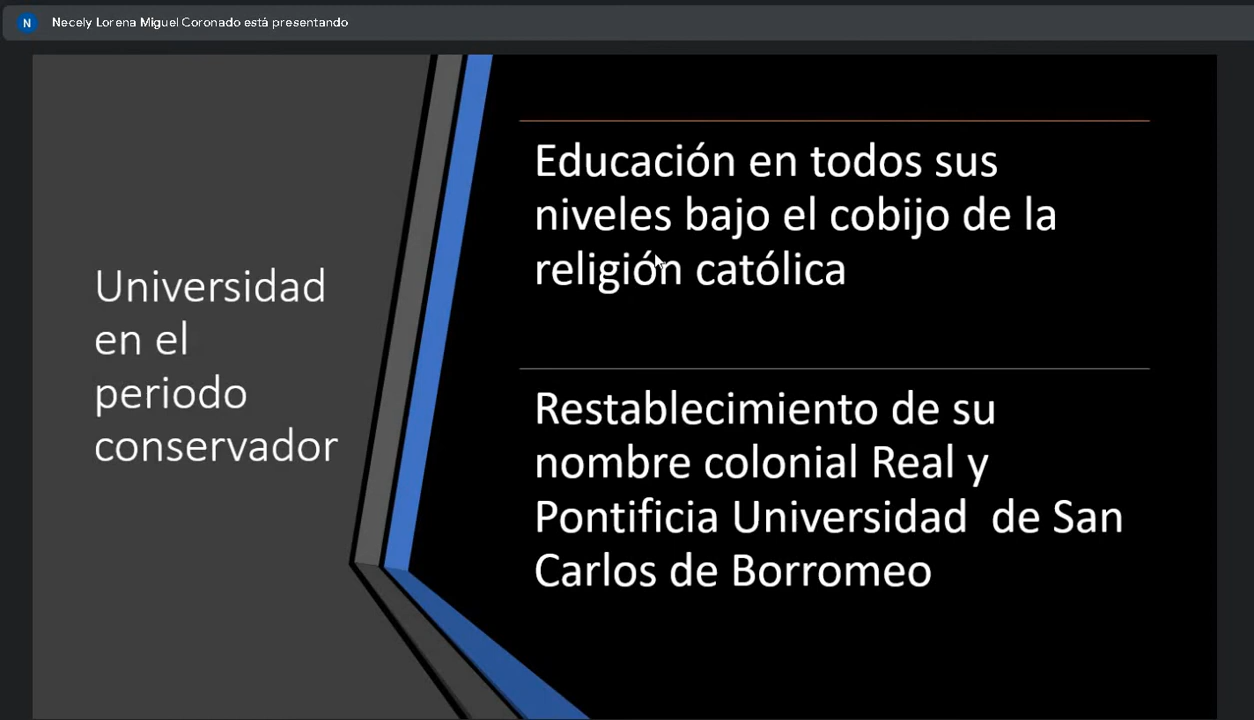 N Necely Lorena Miguel Coronado está presentando
Universidad
en el
periodo
conservador
Educación en todos sus
niveles bajo el cobijo de la
religión católica
Restablecimiento de su
nombre colonial Real y
Pontificia Universidad de San
Carlos de Borromeo